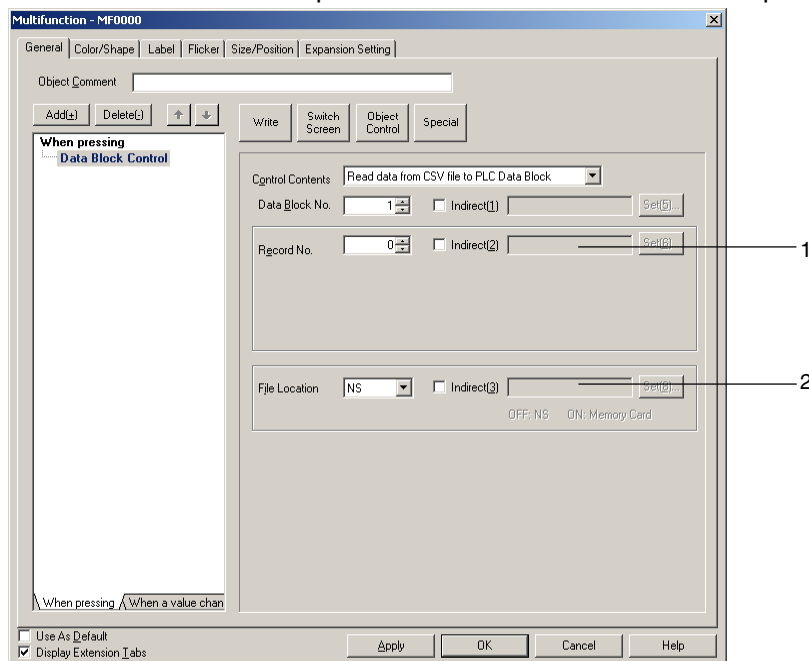 Multifunction - MF0000
General Color/Shape Label Flicker Size/Position Expansion Setting
Object Comment
Add(+) Delete(-)
Write Switch Screen Object Control Special
When pressing
Data Block Control
Control Contents Read data from CSV file to PLC Data Block
Data Block No. 1 Indirect(1) Set(5)...
Record No. 0 Indirect(2) Set(6)... 1
File Location NS Indirect(3) Set(8)... 2
OFF: NS ON: Memory Card
When pressing When a value chan
Use As Default
Display Extension Tabs
Apply OK Cancel Help